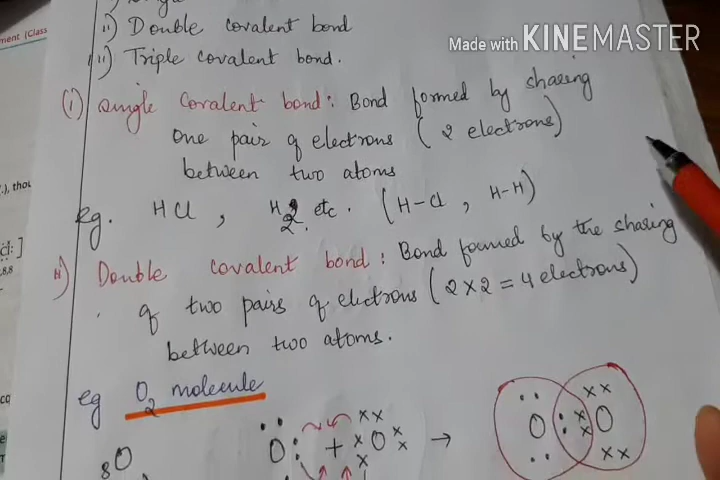 Made with KINEMASTER
ii) Double covalent bond
iii) Triple covalent bond.
(i) Single Covalent bond: Bond formed by sharing
one pair of electrons (2 electrons)
between two atoms
Eg. HCl, H2 etc. (H-Cl, H-H)
ii) Double covalent bond: Bond formed by the sharing
of two pairs of electrons (2×2=4 electrons)
between two atoms.
eg O2 molecule
8O
O + O →
O O